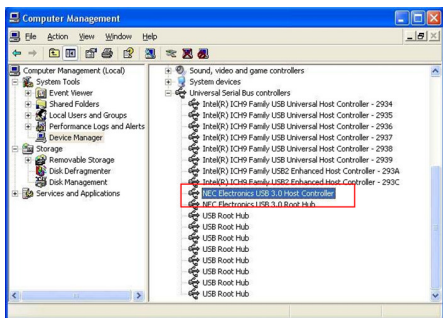 Computer Management
File Action View Window Help
Computer Management (Local)
System Tools
Event Viewer
Shared Folders
Local Users and Groups
Performance Logs and Alerts
Device Manager
Storage
Removable Storage
Disk Defragmenter
Disk Management
Services and Applications
Sound, video and game controllers
System devices
Universal Serial Bus controllers
Intel(R) ICH9 Family USB Universal Host Controller - 2934
Intel(R) ICH9 Family USB Universal Host Controller - 2935
Intel(R) ICH9 Family USB Universal Host Controller - 2936
Intel(R) ICH9 Family USB Universal Host Controller - 2937
Intel(R) ICH9 Family USB Universal Host Controller - 2938
Intel(R) ICH9 Family USB Universal Host Controller - 2939
Intel(R) ICH9 Family USB2 Enhanced Host Controller - 293A
Intel(R) ICH9 Family USB2 Enhanced Host Controller - 293C
NEC Electronics USB 3.0 Host Controller
NEC Electronics USB 3.0 Root Hub
USB Root Hub
USB Root Hub
USB Root Hub
USB Root Hub
USB Root Hub
USB Root Hub
USB Root Hub